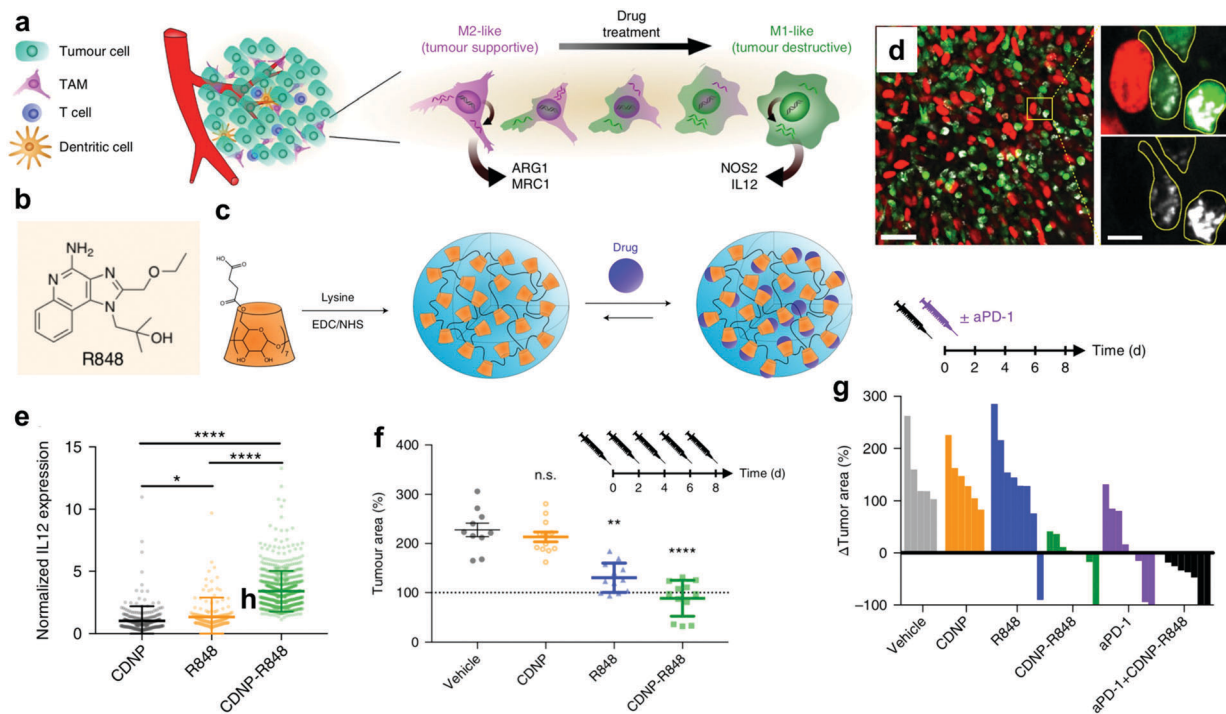 a
Tumour cell
TAM
T cell
Dentritic cell
M2-like
(tumour supportive)
Drug
treatment
M1-like
(tumour destructive)
ARG1
MRC1
NOS2
IL12
d
b
NH₂
N
N
N
O
OH
R848
c
HO
O
O
O
O
O
OH
HO
7
Lysine
EDC/NHS
Drug
± aPD-1
0 2 4 6 8
Time (d)
e
Normalized IL12 expression
15
10
5
0
****
****
*
h
CDNP
R848
CDNP-R848
f
Tumour area (%)
400
300
200
100
0
n.s.
**
****
0 2 4 6 8
Time (d)
Vehicle
CDNP
R848
CDNP-R848
g
ΔTumor area (%)
300
200
100
0
−100
Vehicle
CDNP
R848
CDNP-R848
aPD-1
aPD-1+CDNP-R848